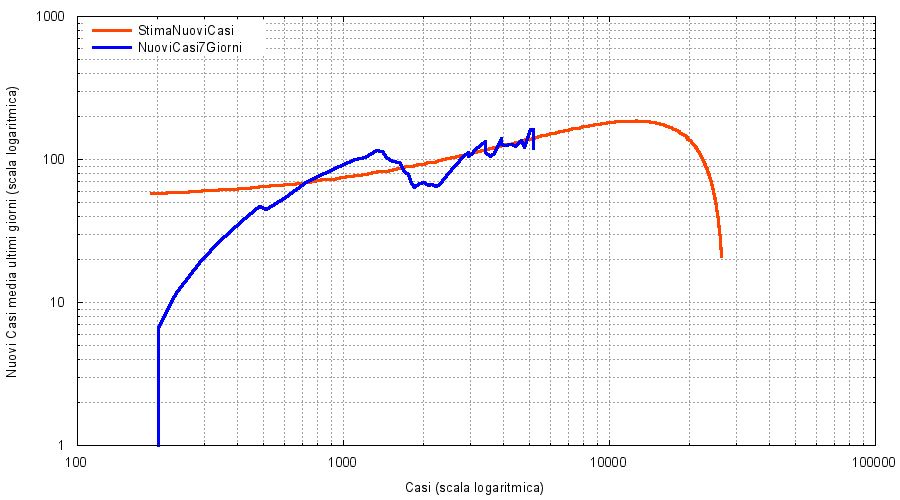 1000
StimaNuoviCasi
NuoviCasi7Giorni
100
10
1
Nuovi Casi media ultimi giorni (scala logaritmica)
100
1000
10000
100000
Casi (scala logaritmica)